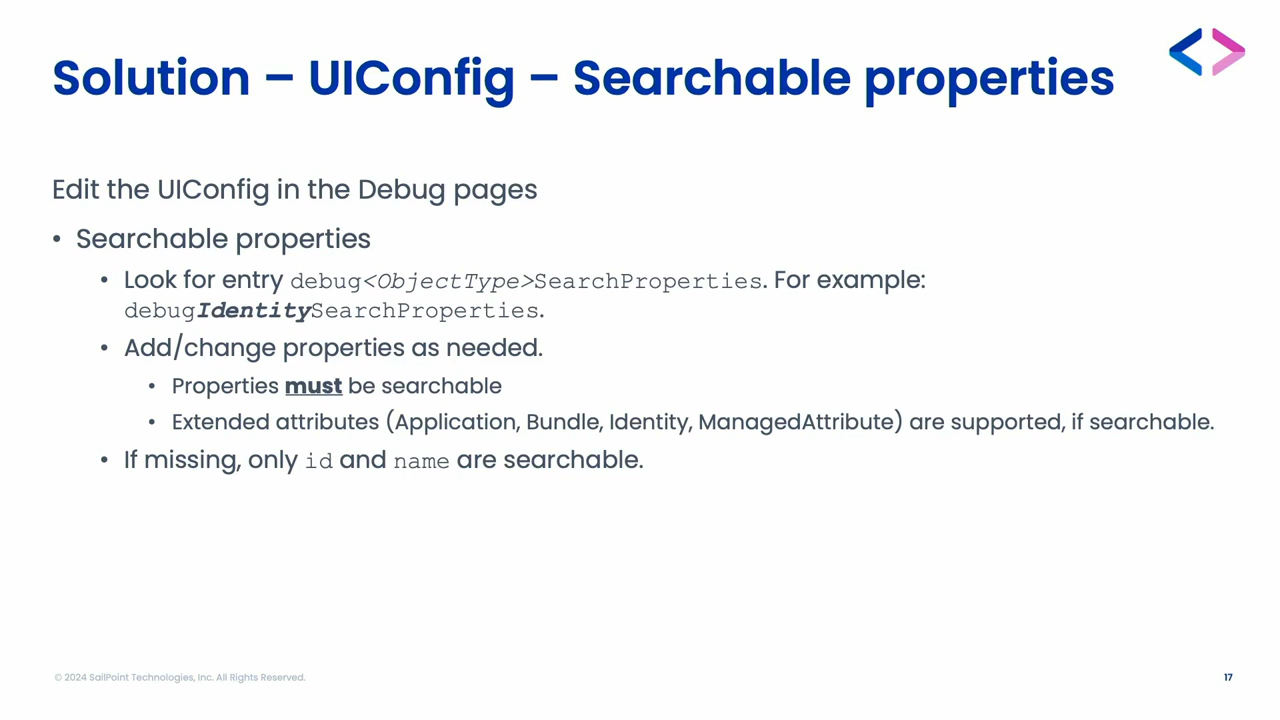 Solution – UIConfig – Searchable properties
Edit the UIConfig in the Debug pages
• Searchable properties
• Look for entry debug<ObjectType>SearchProperties. For example:
debugIdentitySearchProperties.
• Add/change properties as needed.
• Properties must be searchable
• Extended attributes (Application, Bundle, Identity, ManagedAttribute) are supported, if searchable.
• If missing, only id and name are searchable.
© 2024 SailPoint Technologies, Inc. All Rights Reserved.
17